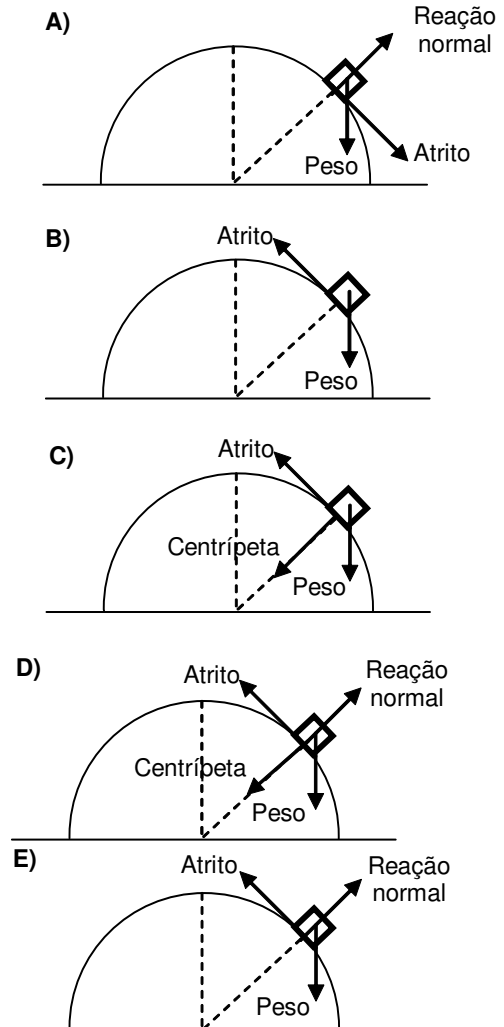 A)
Reação
normal
Atrito
Peso
B)
Atrito
Peso
C)
Atrito
Centrípeta
Peso
D)
Atrito
Reação
normal
Centrípeta
Peso
E)
Atrito
Reação
normal
Peso